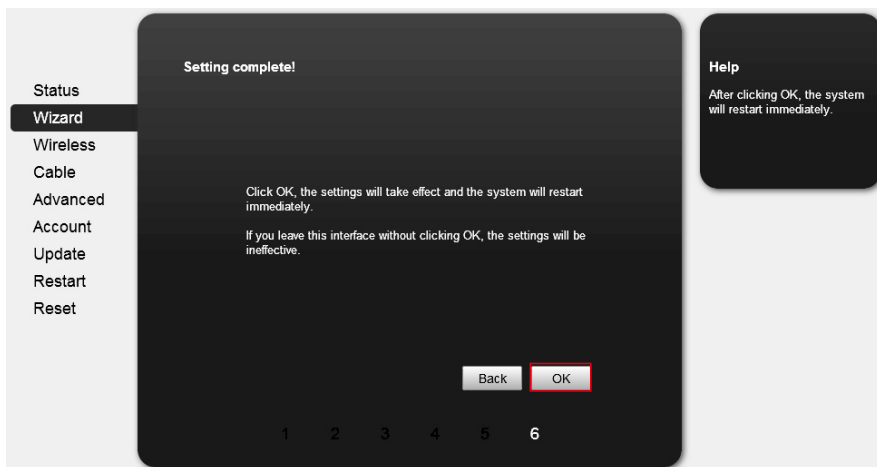 Status
Wizard
Wireless
Cable
Advanced
Account
Update
Restart
Reset
Setting complete!
Click OK, the settings will take effect and the system will restart
immediately.
If you leave this interface without clicking OK, the settings will be
ineffective.
Back OK
1 2 3 4 5 6
Help
After clicking OK, the system
will restart immediately.